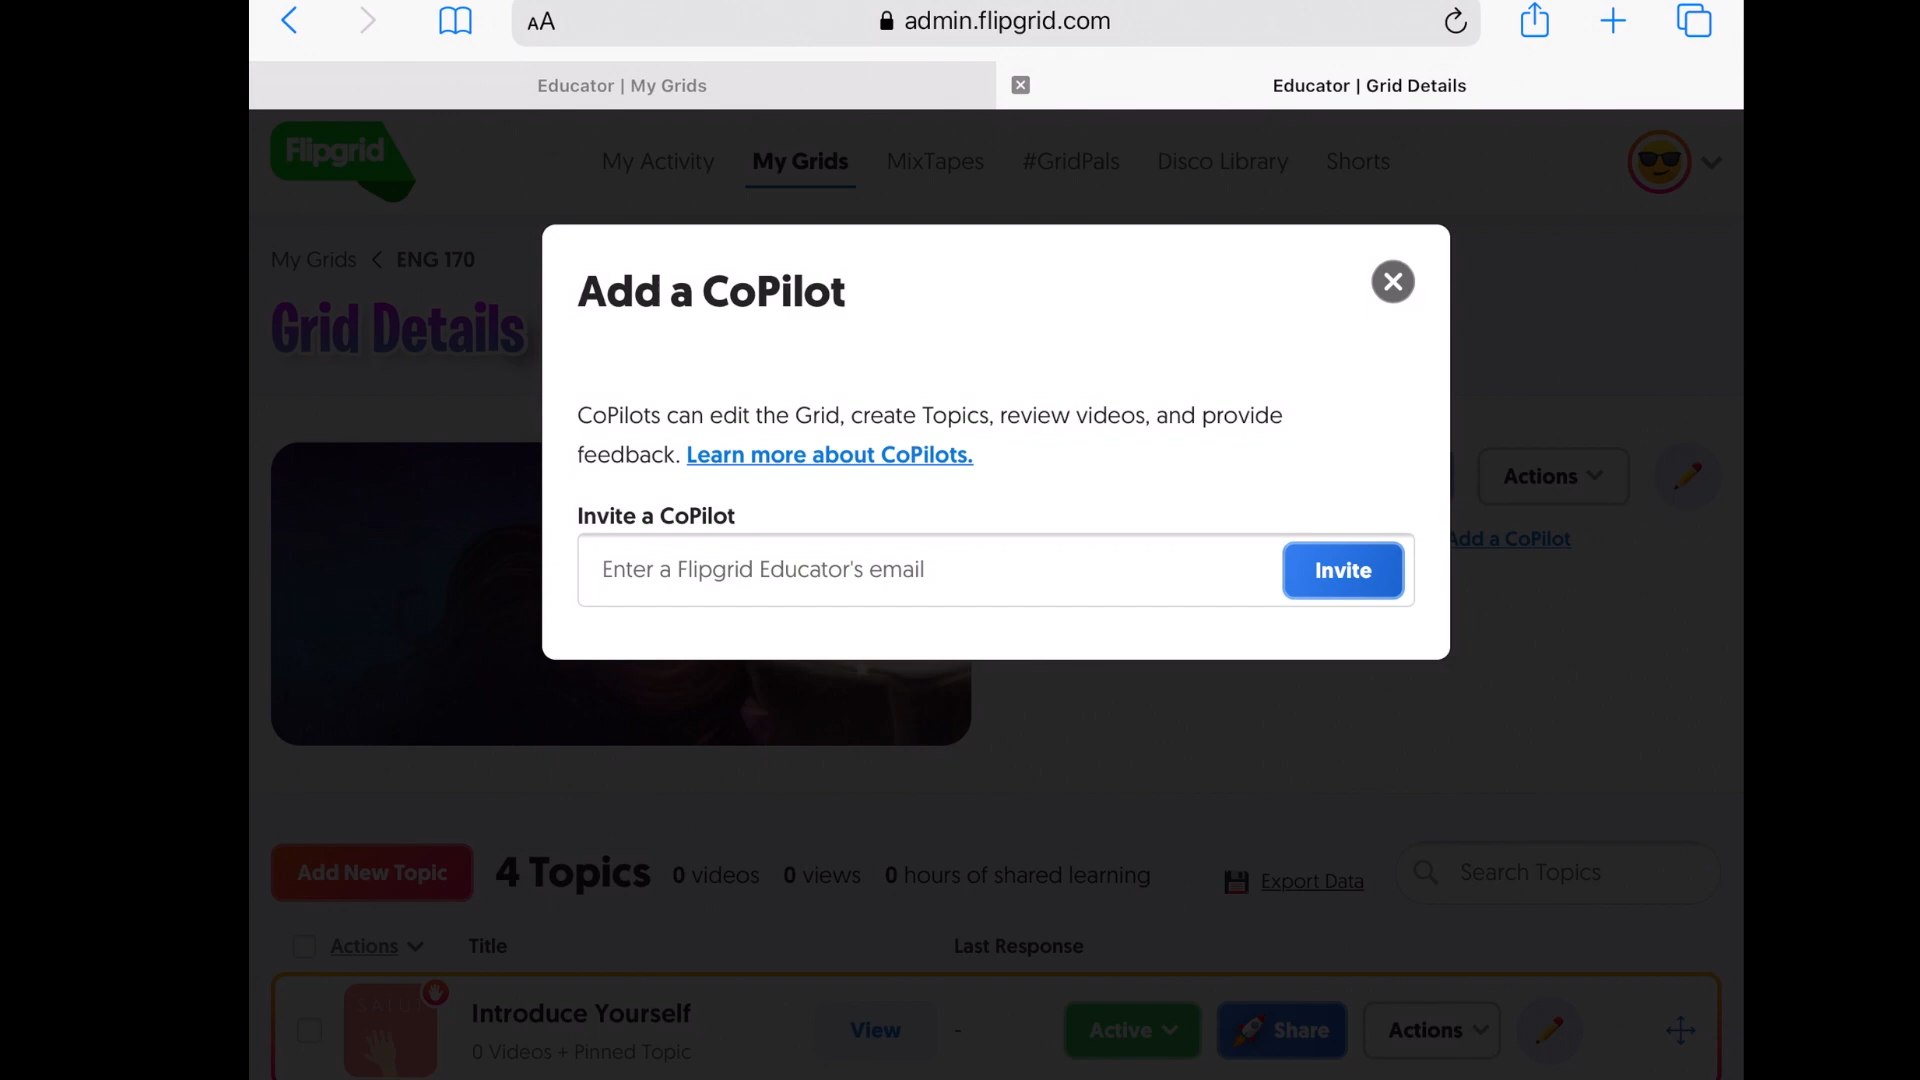 AA
admin.flipgrid.com
Educator | My Grids
Educator | Grid Details
Flipgrid
My Activity
My Grids
MixTapes
#GridPals
Disco Library
Shorts
My Grids < ENG 170
Grid Details
Add a CoPilot
CoPilots can edit the Grid, create Topics, review videos, and provide
feedback. Learn more about CoPilots.
Invite a CoPilot
Enter a Flipgrid Educator's email
Invite
Actions
Add a CoPilot
Add New Topic
4 Topics
0 videos
0 views
0 hours of shared learning
Export Data
Search Topics
Actions
Title
Last Response
Introduce Yourself
0 Videos + Pinned Topic
View
-
Active
Share
Actions